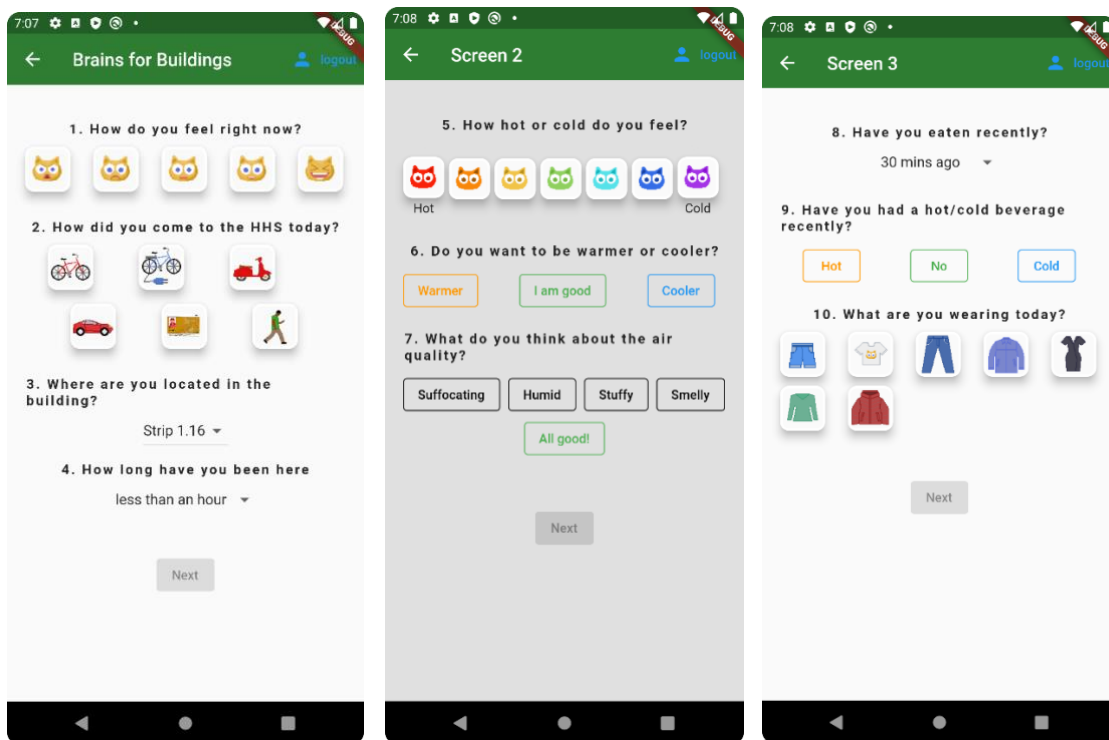 7:07
DEBUG
Brains for Buildings
logout
1. How do you feel right now?
2. How did you come to the HHS today?
3. Where are you located in the
building?
Strip 1.16
4. How long have you been here
less than an hour
Next
7:08
DEBUG
Screen 2
logout
5. How hot or cold do you feel?
Hot
Cold
6. Do you want to be warmer or cooler?
Warmer
I am good
Cooler
7. What do you think about the air
quality?
Suffocating
Humid
Stuffy
Smelly
All good!
Next
7:08
DEBUG
Screen 3
logout
8. Have you eaten recently?
30 mins ago
9. Have you had a hot/cold beverage
recently?
Hot
No
Cold
10. What are you wearing today?
Next